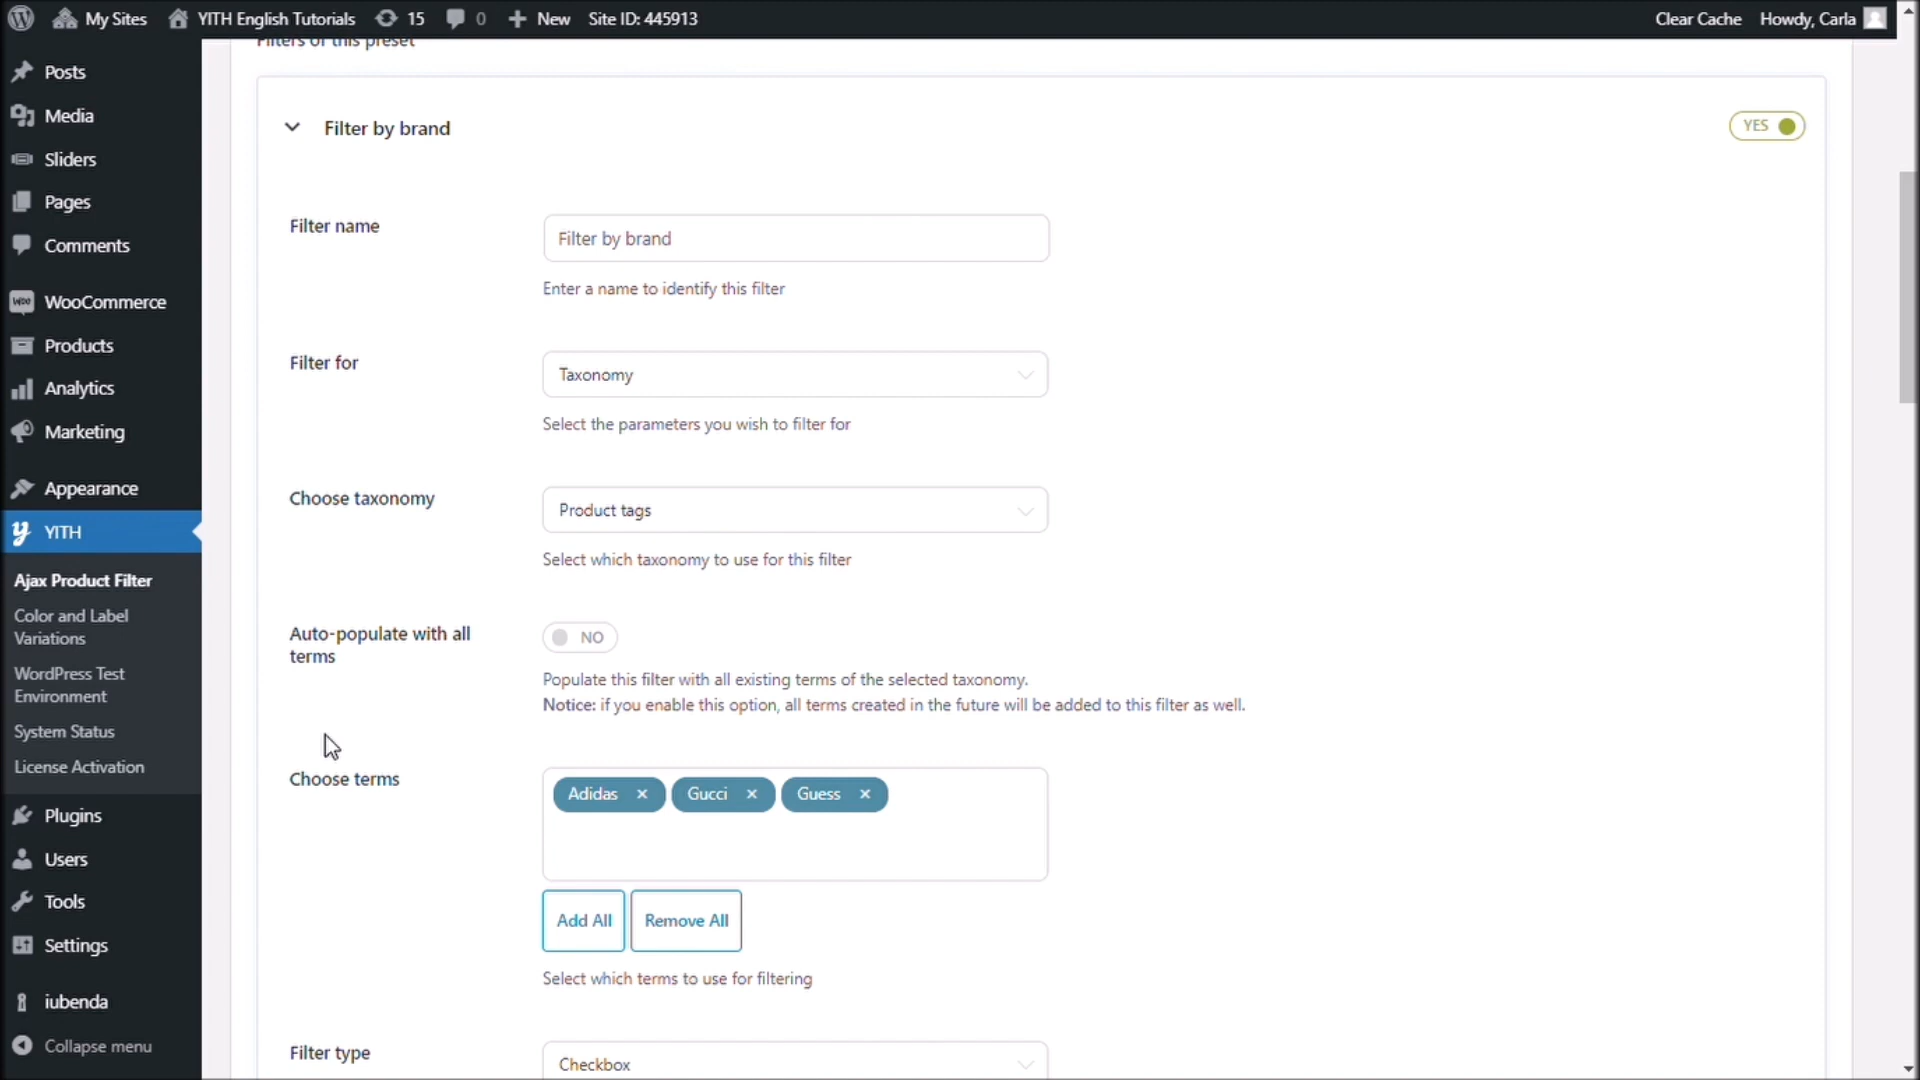 My Sites
YITH English Tutorials
15
0
New
Site ID: 445913
Clear Cache
Howdy, Carla
Filters of this preset
Posts
Media
Sliders
Pages
Comments
WooCommerce
Products
Analytics
Marketing
Appearance
YITH
Ajax Product Filter
Color and Label
Variations
WordPress Test
Environment
System Status
License Activation
Plugins
Users
Tools
Settings
iubenda
Collapse menu
Filter by brand
YES
Filter name
Filter by brand
Enter a name to identify this filter
Filter for
Taxonomy
Select the parameters you wish to filter for
Choose taxonomy
Product tags
Select which taxonomy to use for this filter
Auto-populate with all
terms
NO
Populate this filter with all existing terms of the selected taxonomy.
Notice: if you enable this option, all terms created in the future will be added to this filter as well.
Choose terms
Adidas × Gucci × Guess ×
Add All
Remove All
Select which terms to use for filtering
Filter type
Checkbox